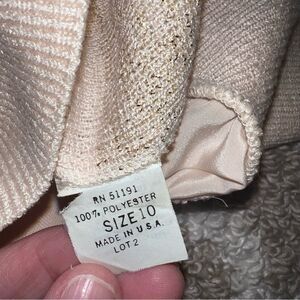 RN 51191
100% POLYESTER
SIZE 10
MADE IN U.S.A.
LOT 2